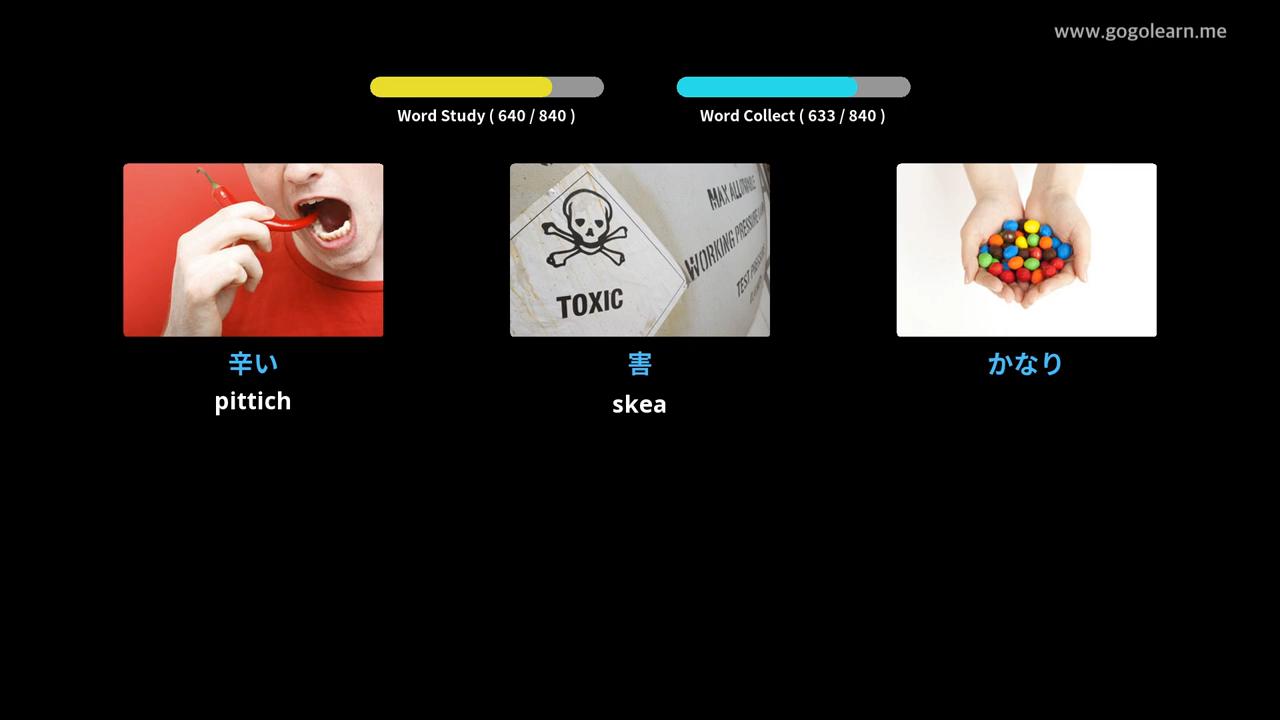 www.gogolearn.me
Word Study ( 640 / 840 )
Word Collect ( 633 / 840 )
TOXIC
MAX ALLOWABLE
WORKING PRESSURE
TEST PRESS
辛い
害
かなり
pittich
skea